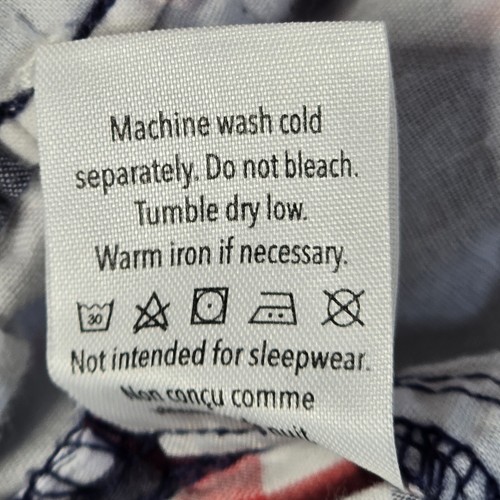 Machine wash cold
separately. Do not bleach.
Tumble dry low.
Warm iron if necessary.
30
Not intended for sleepwear.
Non conçu comme
nuit